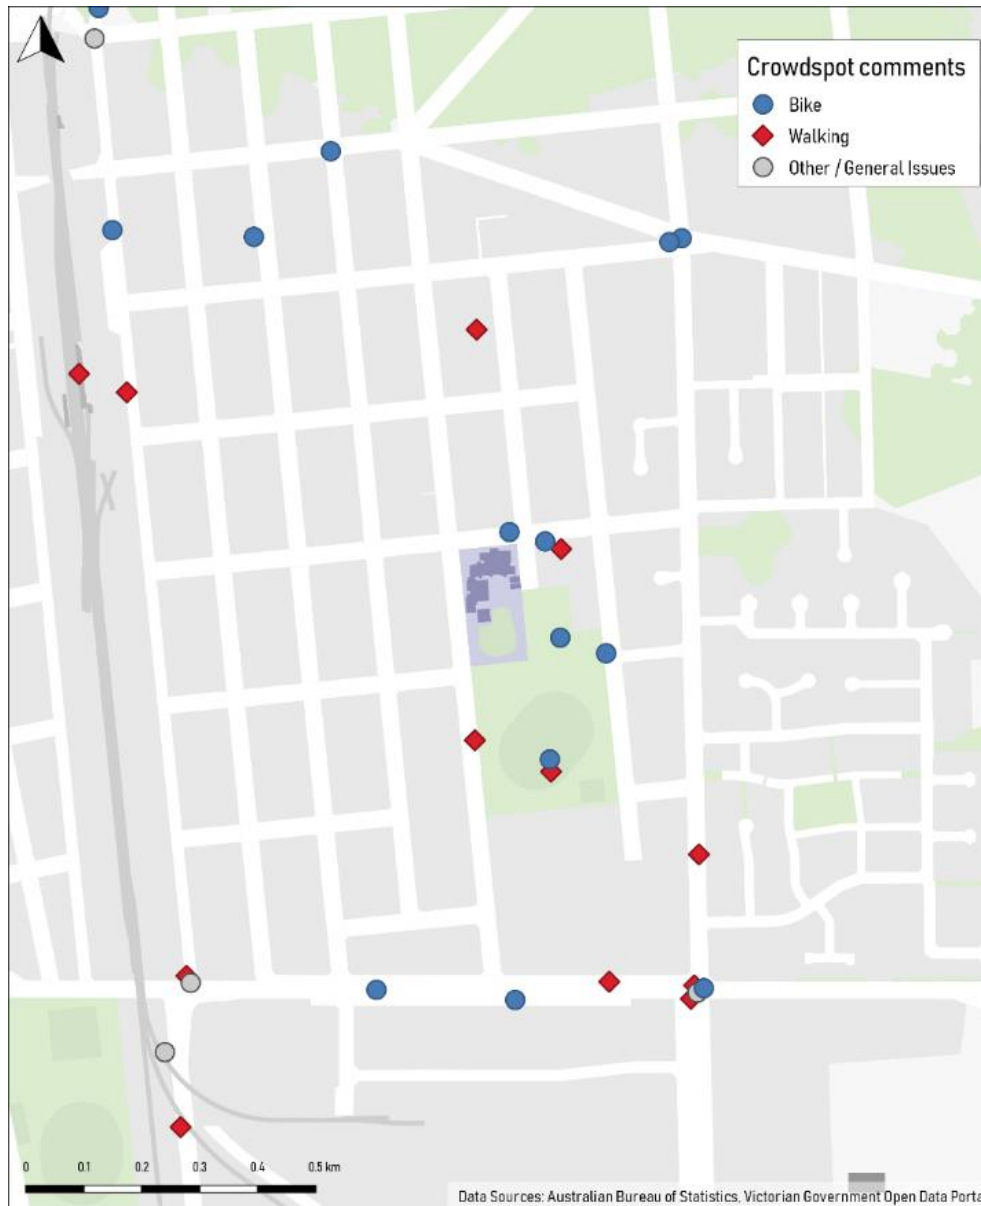 Crowdspot comments
Bike
Walking
Other / General Issues
0 0.1 0.2 0.3 0.4 0.5 km
Data Sources: Australian Bureau of Statistics, Victorian Government Open Data Porta